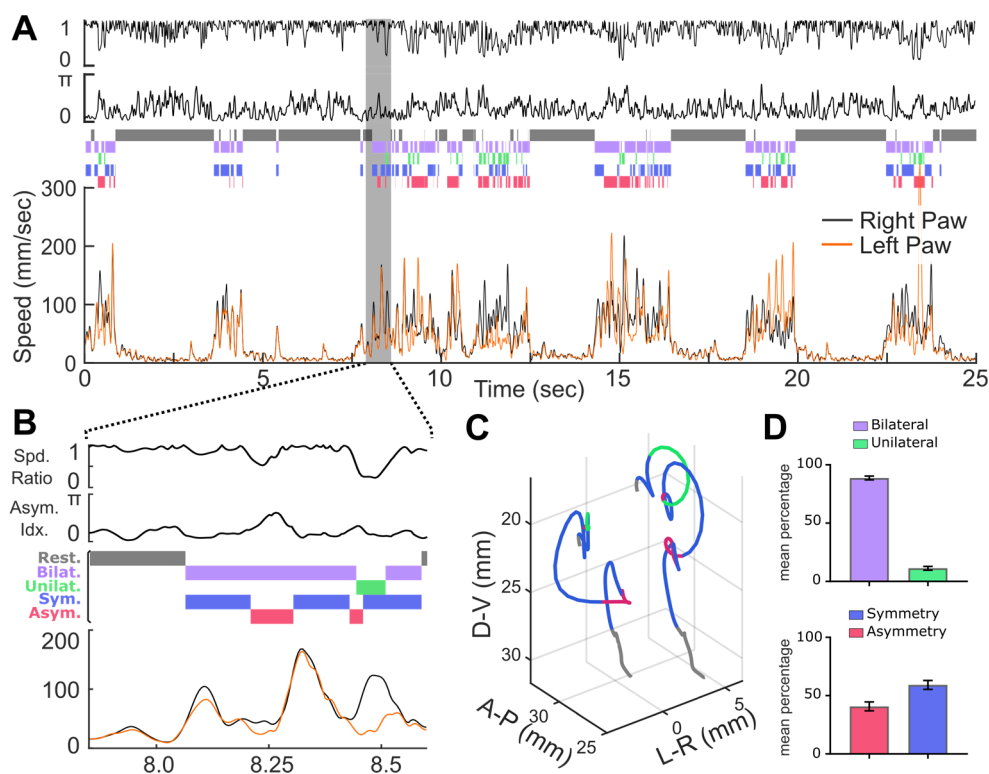 A
1
0
π
0
300
200
100
0
Speed (mm/sec)
Right Paw
Left Paw
0
5
10
15
20
25
Time (sec)
B
Spd.
Ratio
1
0
Asym.
Idx.
π
0
Rest.
Bilat.
Unilat.
Sym.
Asym.
200
100
0
8.0
8.25
8.5
C
20
25
30
D-V (mm)
A-P (mm)
30
25
L-R (mm)
0
5
D
Bilateral
Unilateral
100
50
0
mean percentage
Symmetry
Asymmetry
100
50
0
mean percentage